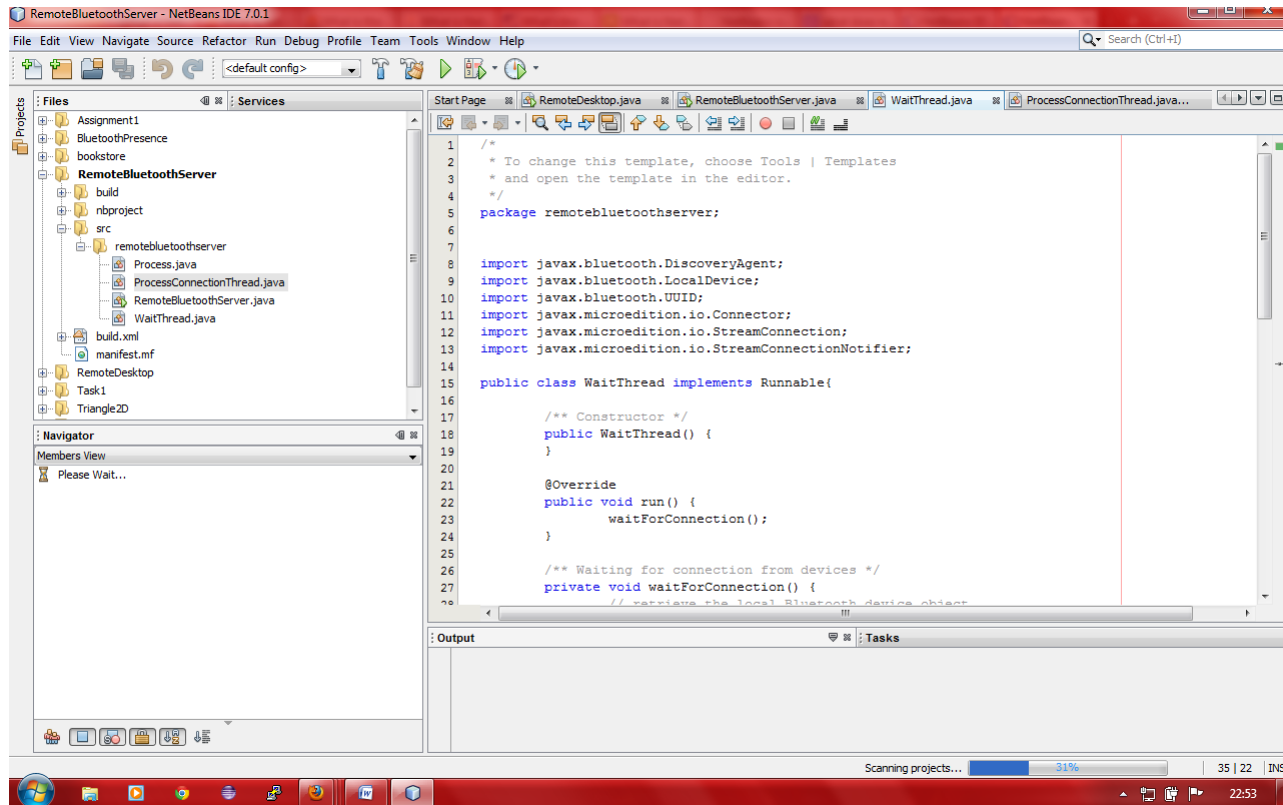 RemoteBluetoothServer - NetBeans IDE 7.0.1
File Edit View Navigate Source Refactor Run Debug Profile Team Tools Window Help
Search (Ctrl+I)
<default config>
Projects
Files
Services
Assignment1
BluetoothPresence
bookstore
RemoteBluetoothServer
build
nbproject
src
remotebluetoothserver
Process.java
ProcessConnectionThread.java
RemoteBluetoothServer.java
WaitThread.java
build.xml
manifest.mf
RemoteDesktop
Task1
Triangle2D
Navigator
Members View
Please Wait...
Start Page RemoteDesktop.java RemoteBluetoothServer.java WaitThread.java ProcessConnectionThread.java...
1 /*
2 * To change this template, choose Tools | Templates
3 * and open the template in the editor.
4 */
5 package remotebluetoothserver;
6
7
8 import javax.bluetooth.DiscoveryAgent;
9 import javax.bluetooth.LocalDevice;
10 import javax.bluetooth.UUID;
11 import javax.microedition.io.Connector;
12 import javax.microedition.io.StreamConnection;
13 import javax.microedition.io.StreamConnectionNotifier;
14
15 public class WaitThread implements Runnable{
16
17 /** Constructor */
18 public WaitThread() {
19 }
20
21 @Override
22 public void run() {
23 waitForConnection();
24 }
25
26 /** Waiting for connection from devices */
27 private void waitForConnection() {
28 // retrieve the local Bluetooth device object
Output
Tasks
Scanning projects... 31% 35 | 22 INS
22:53